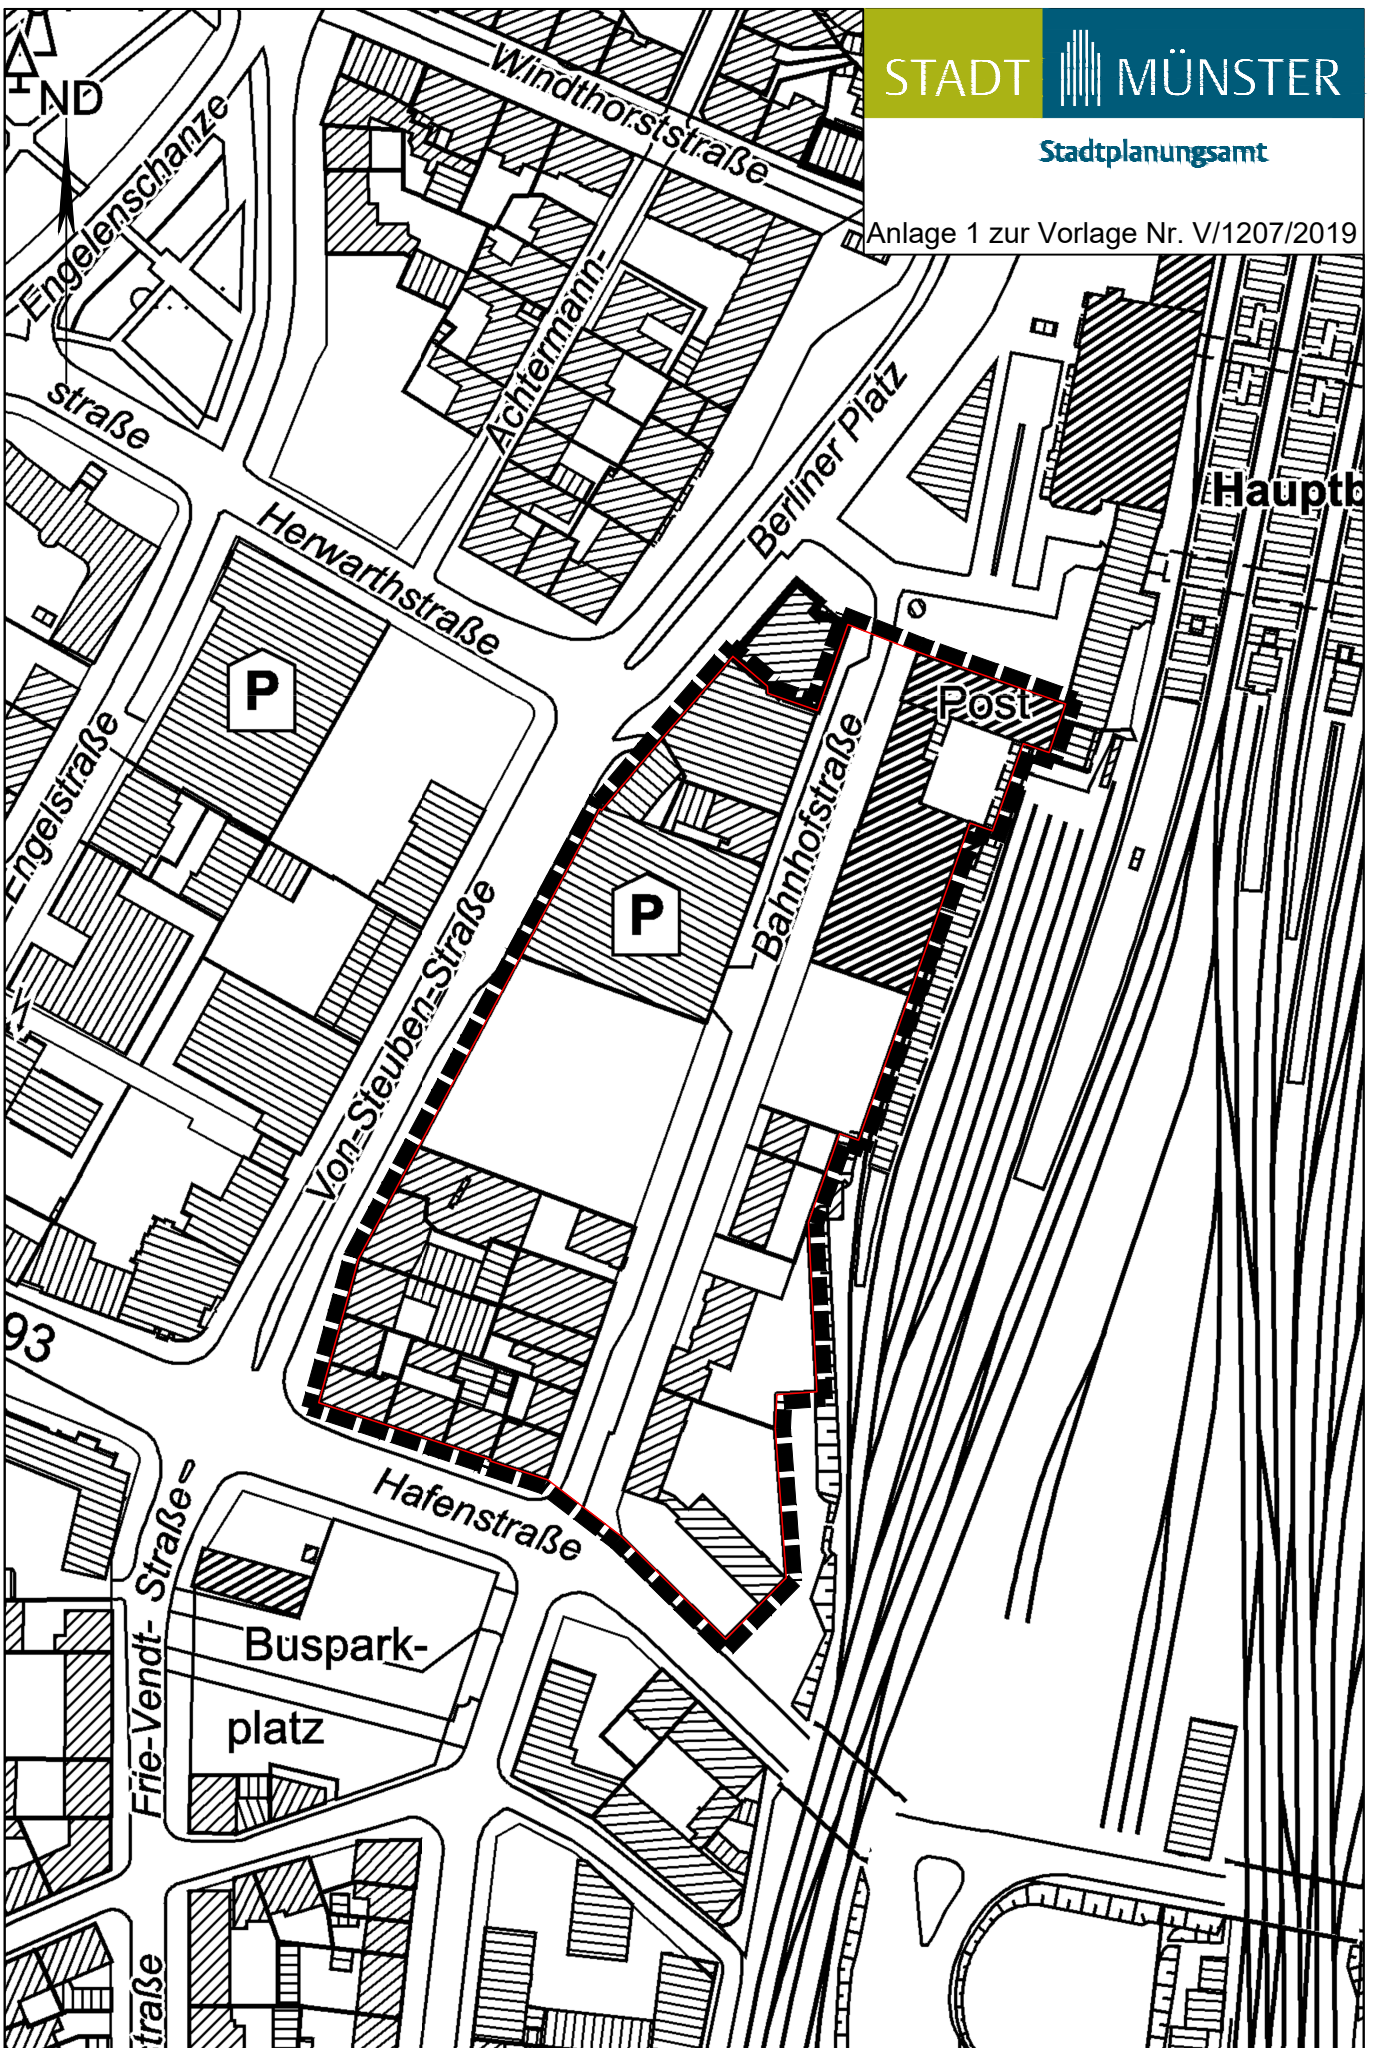 STADT MÜNSTER
Stadtplanungsamt
Anlage 1 zur Vorlage Nr. V/1207/2019
ND
Windthorststraße
Engelenschanze
straße
Achtermann-
Berliner Platz
Hauptb
Herwarthstraße
P
Post
Engelstraße
Bahnhofstraße
P
Von-Steuben-Straße
93
Hafenstraße
Frie-Vendt-Straße
Buspark-
platz
traße